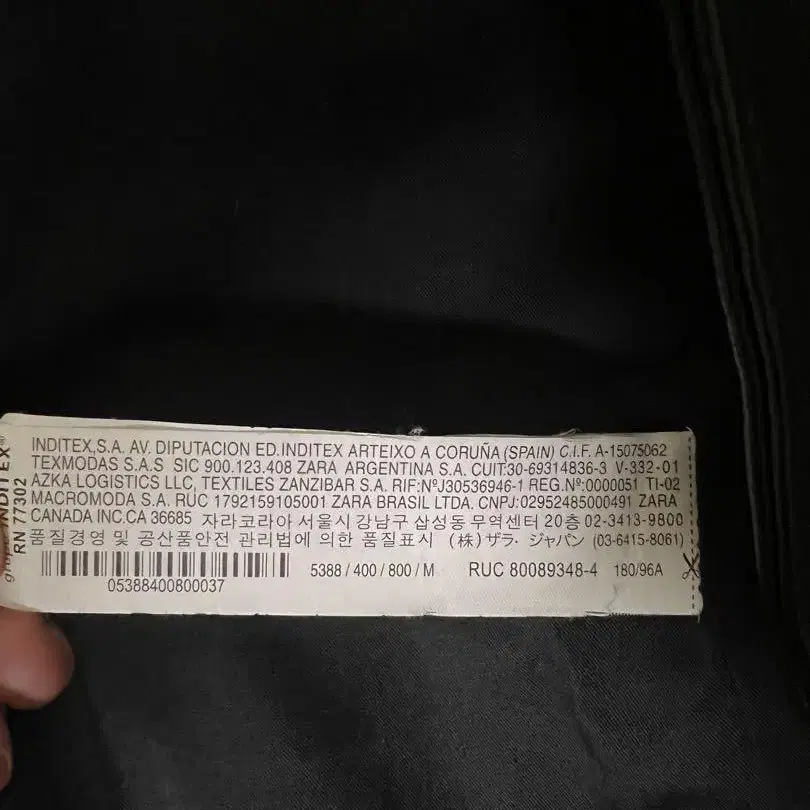 INDITEX,S.A. AV. DIPUTACION ED.INDITEX ARTEIXO A CORUÑA (SPAIN) C.I.F. A-15075062
TEXMODAS S.A.S SIC 900.123.408 ZARA ARGENTINA S.A. CUIT:30-69314836-3 V-332-01
AZKA LOGISTICS LLC, TEXTILES ZANZIBAR S.A. RIF:NºJ30536946-1 REG.Nº:0000051 TI-02
MACROMODA S.A. RUC 1792159105001 ZARA BRASIL LTDA. CNPJ:02952485000491 ZARA
CANADA INC.CA 36685 자라코리아 서울시 강남구 삼성동 무역센터 20층 02-3413-9800
품질경영 및 공산품안전 관리법에 의한 품질표시 (株) ザラ・ジャパン (03-6415-8061)
05388400800037
5388 / 400 / 800 / M
RUC 80089348-4
180/96A
INDITEX®
RN 77302